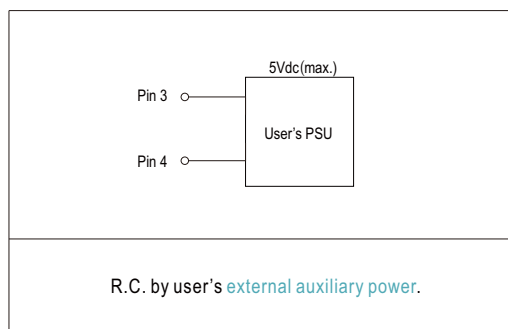 5Vdc(max.)
Pin 3
User's PSU
Pin 4
R.C. by user's external auxiliary power.